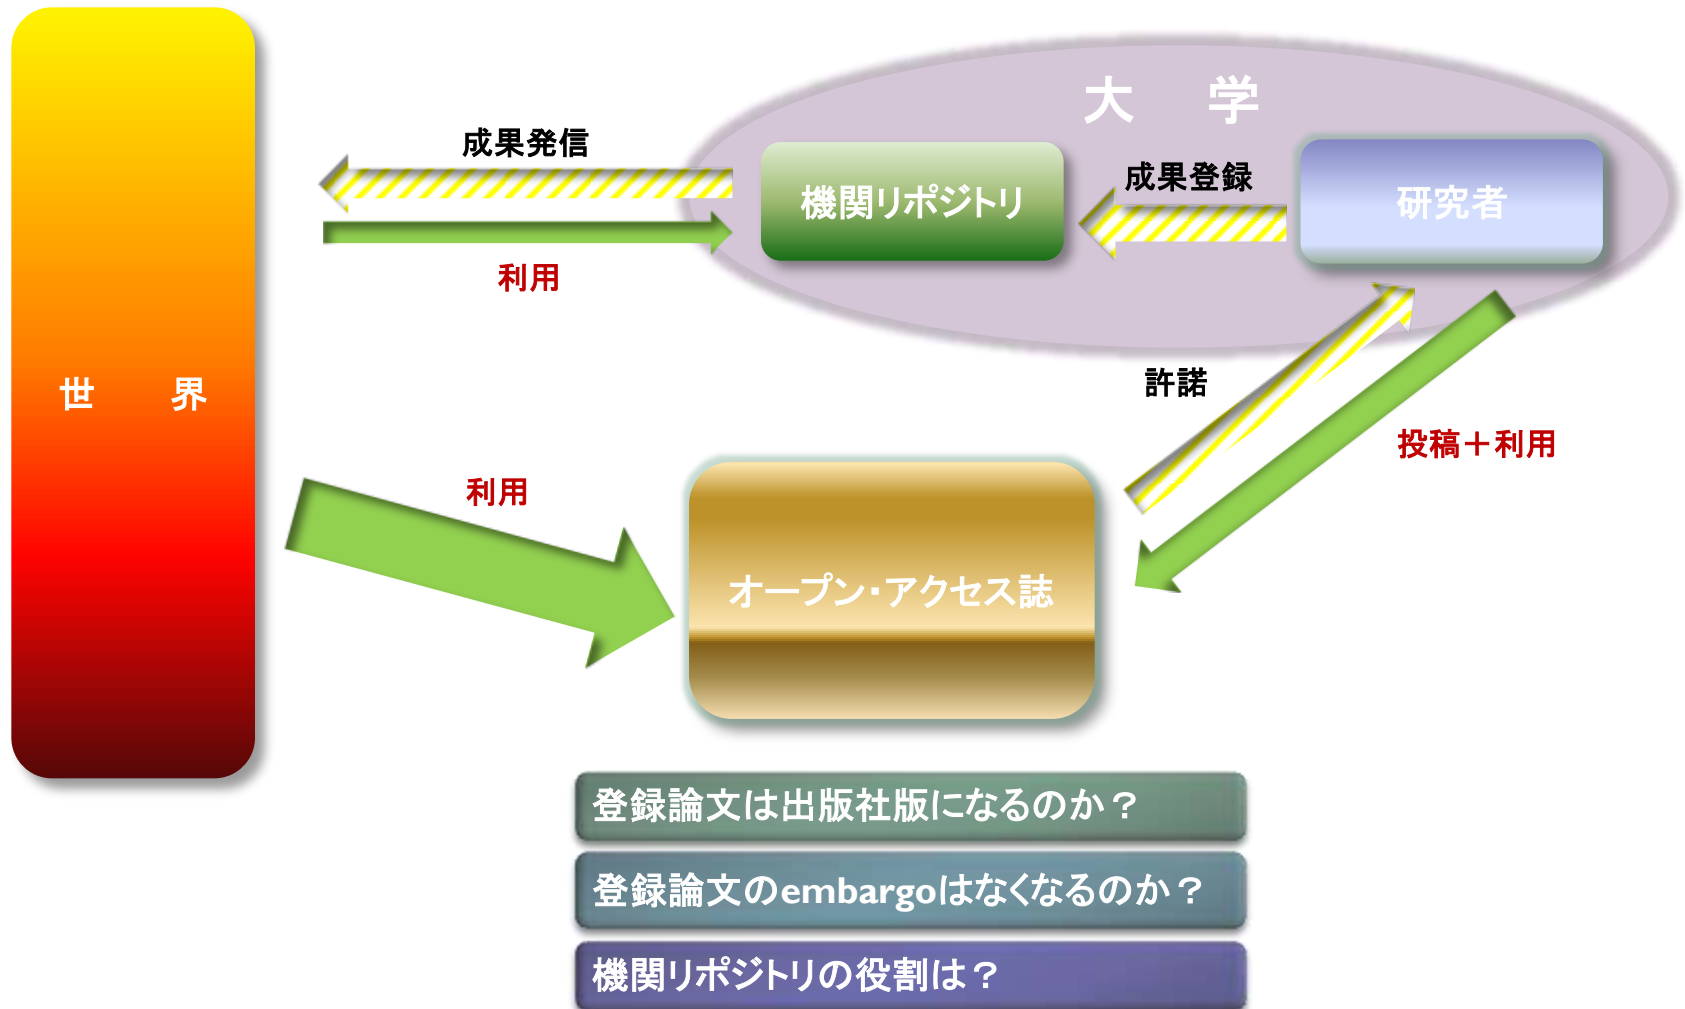 大　学
成果発信
機関リポジトリ
成果登録
研究者
利用
世　界
許諾
投稿＋利用
利用
オープン・アクセス誌
登録論文は出版社版になるのか？
登録論文のembargoはなくなるのか？
機関リポジトリの役割は？